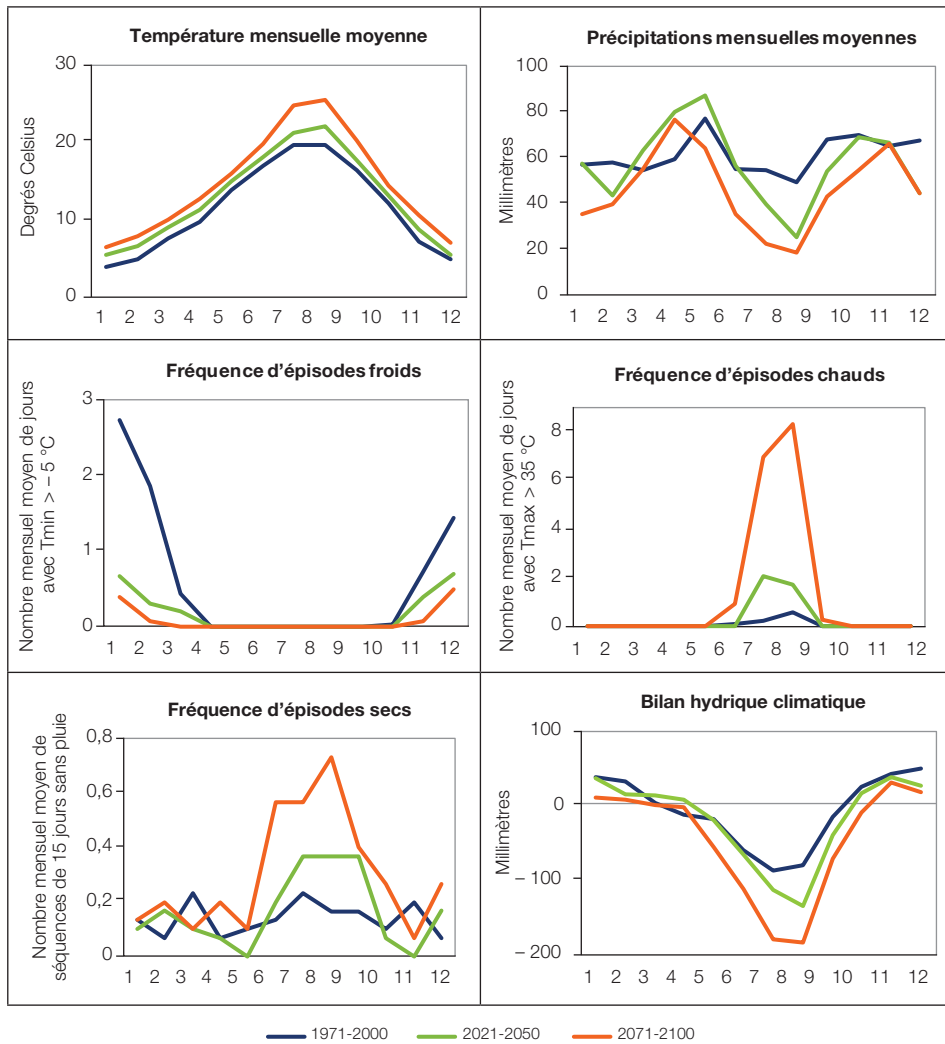 Température mensuelle moyenne
Degrés Celsius
30
20
10
0
1 2 3 4 5 6 7 8 9 10 11 12
Précipitations mensuelles moyennes
Millimètres
100
80
60
40
20
0
1 2 3 4 5 6 7 8 9 10 11 12
Fréquence d'épisodes froids
Nombre mensuel moyen de jours
avec Tmin > – 5 °C
3
2
1
0
1 2 3 4 5 6 7 8 9 10 11 12
Fréquence d'épisodes chauds
Nombre mensuel moyen de jours
avec Tmax > 35 °C
8
6
4
2
0
1 2 3 4 5 6 7 8 9 10 11 12
Fréquence d'épisodes secs
Nombre mensuel moyen de
séquences de 15 jours sans pluie
0,8
0,6
0,4
0,2
0
1 2 3 4 5 6 7 8 9 10 11 12
Bilan hydrique climatique
Millimètres
100
0
– 100
– 200
1 2 3 4 5 6 7 8 9 10 11 12
1971-2000 2021-2050 2071-2100